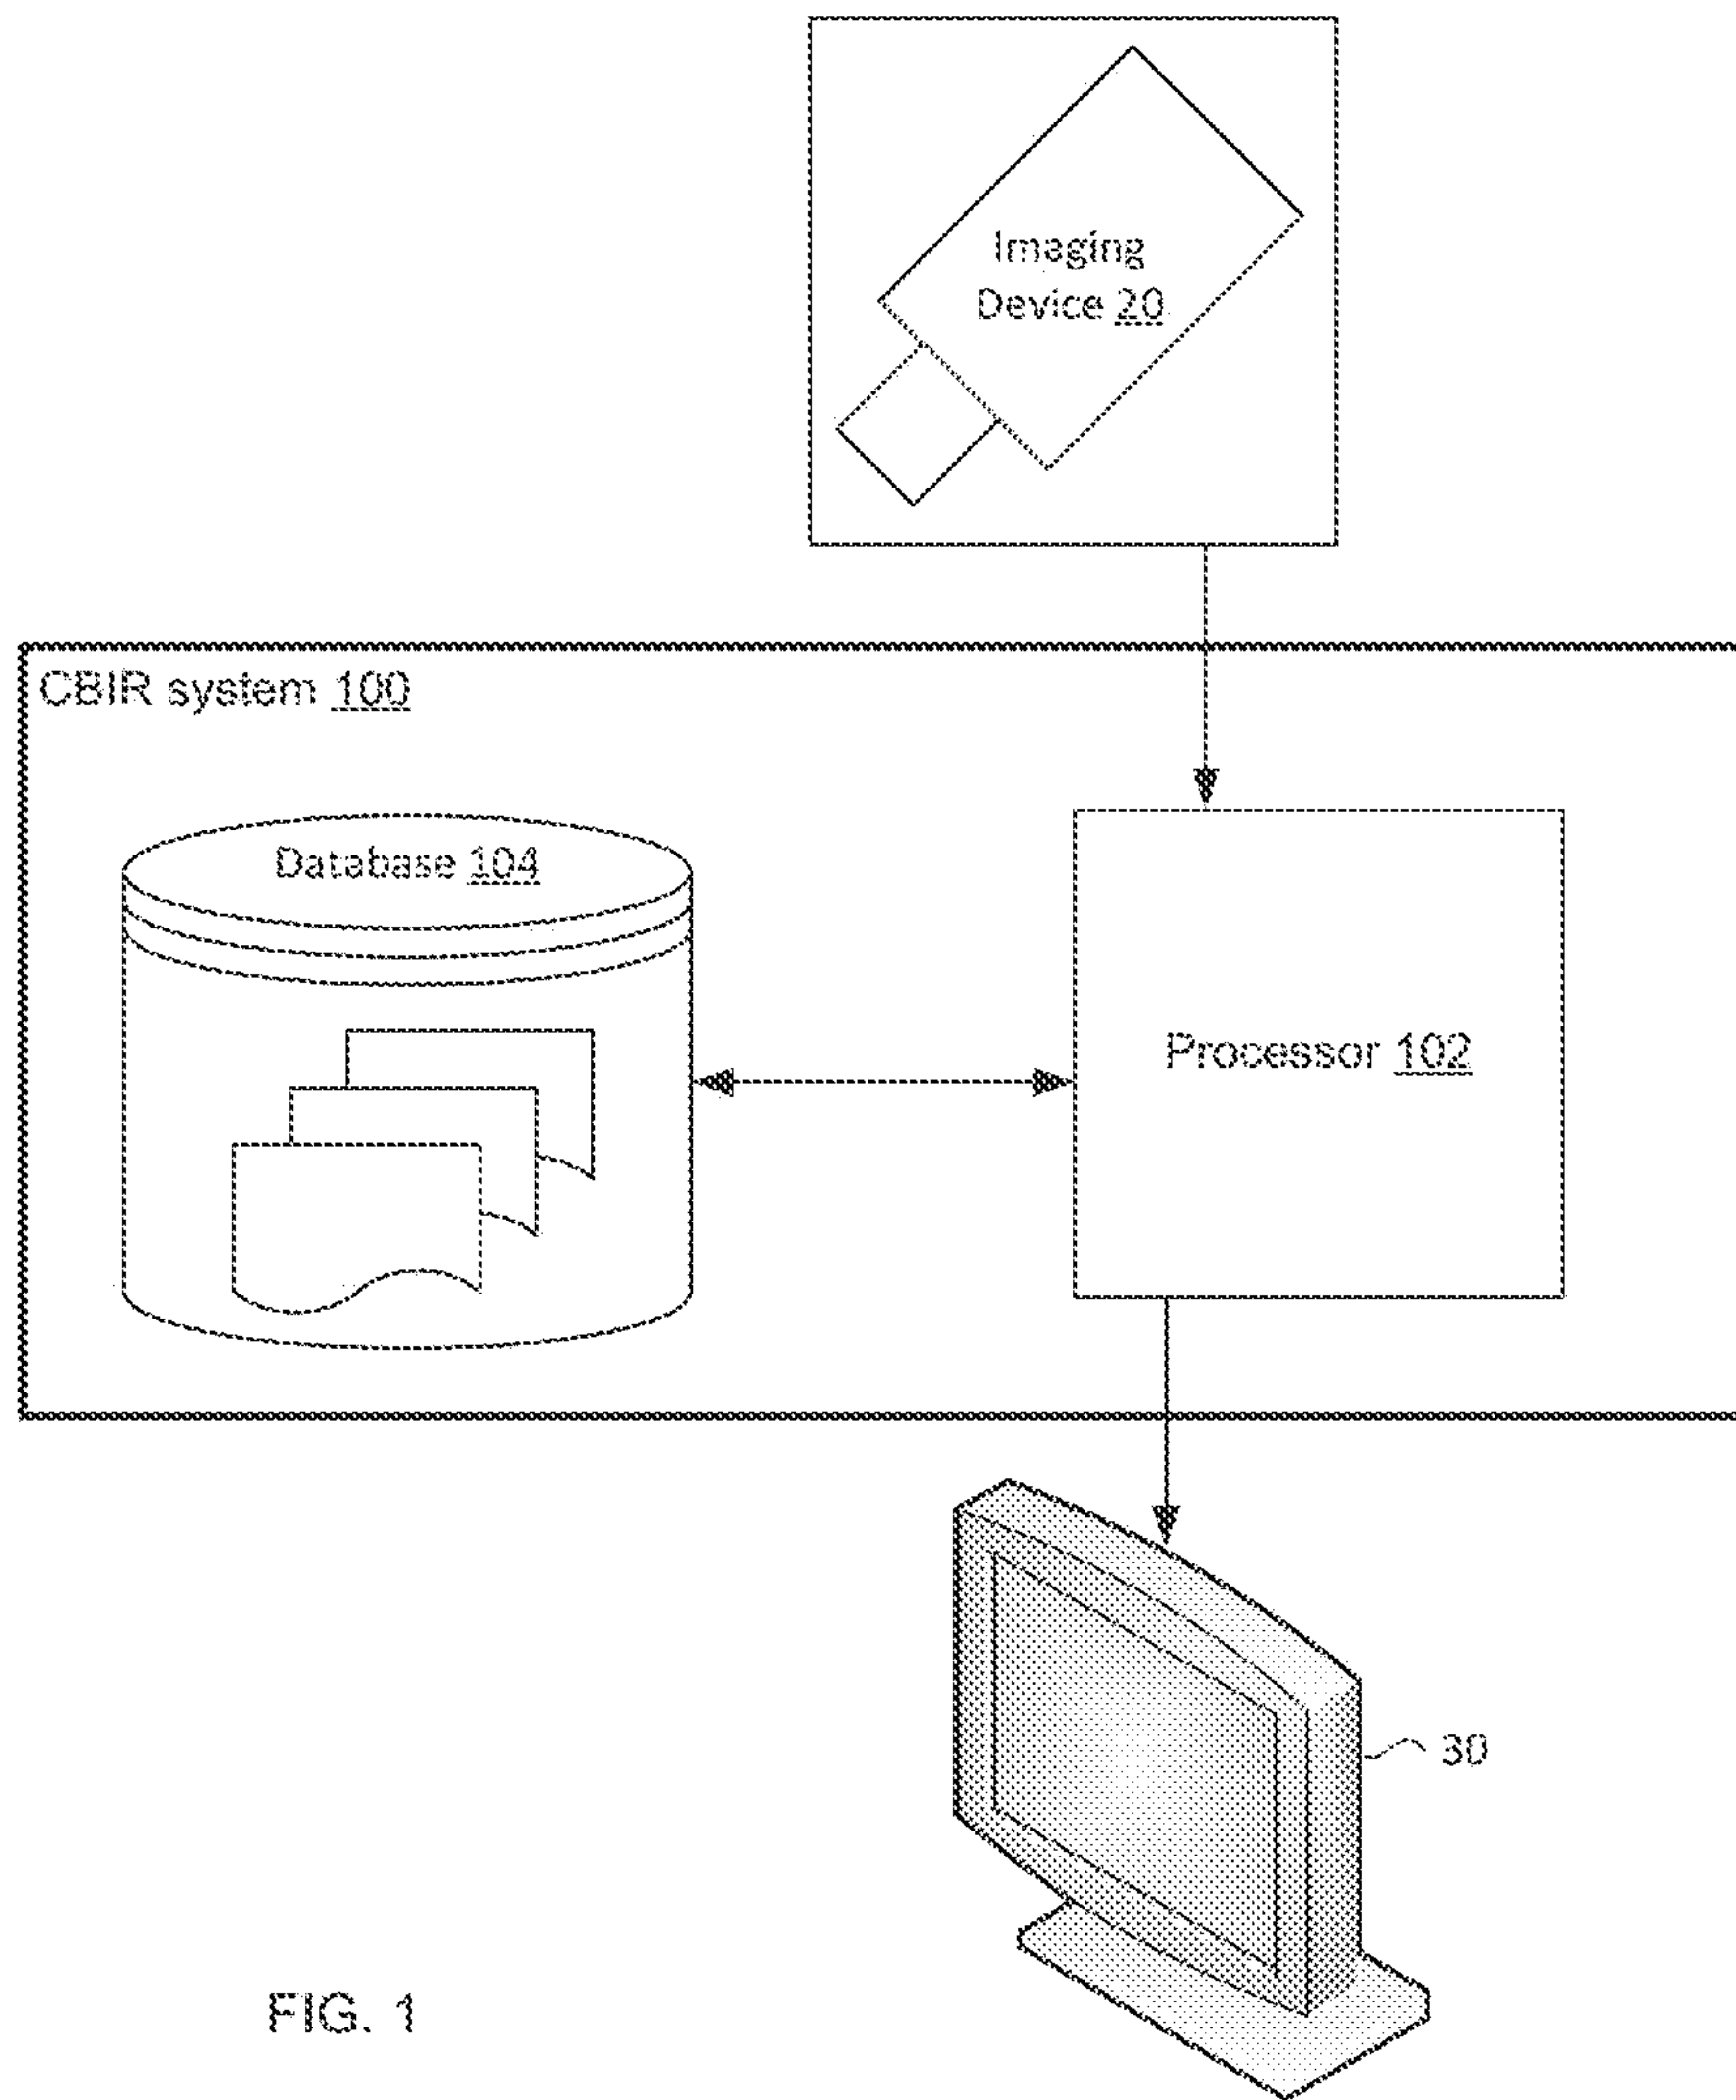 Imaging
Device 20
CBIR system 100
Database 104
Processor 102
30
FIG. 1